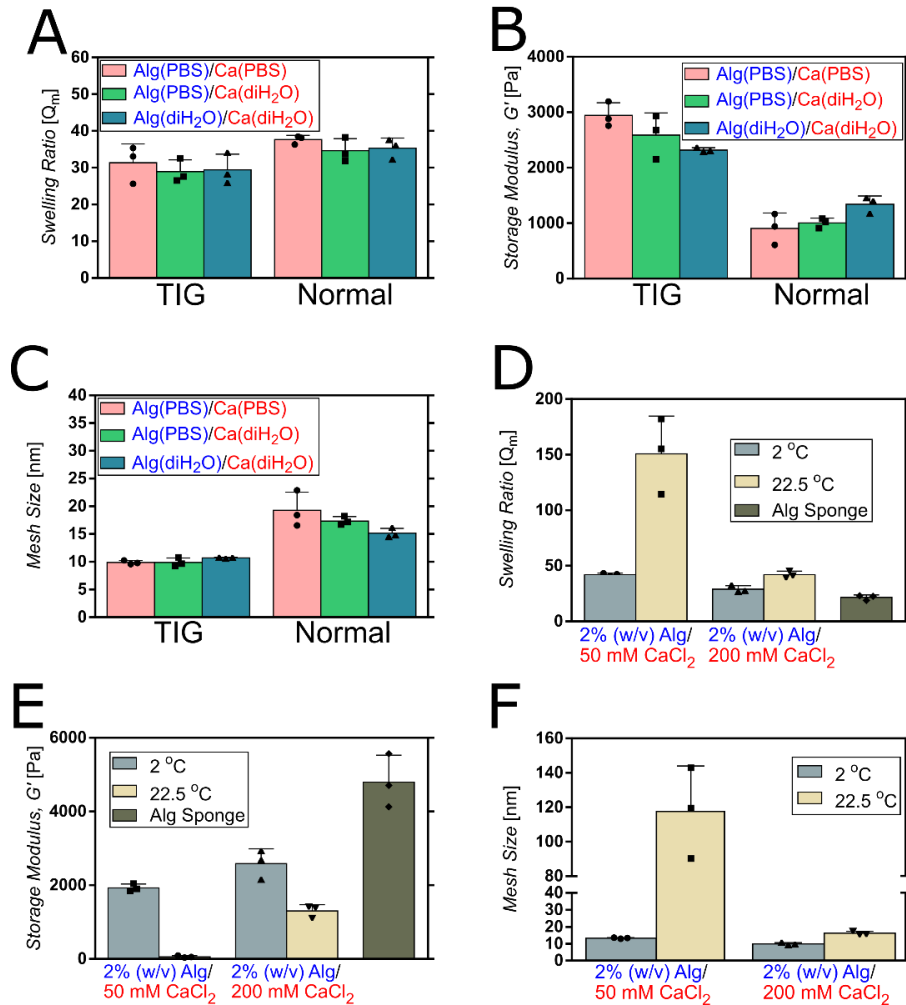 A
Swelling Ratio [Qm]
60
50
40
30
20
10
0
Alg(PBS)/Ca(PBS)
Alg(PBS)/Ca(diH2O)
Alg(diH2O)/Ca(diH2O)
TIG Normal
B
Storage Modulus, G' [Pa]
4000
3000
2000
1000
0
Alg(PBS)/Ca(PBS)
Alg(PBS)/Ca(diH2O)
Alg(diH2O)/Ca(diH2O)
TIG Normal
C
Mesh Size [nm]
40
35
30
25
20
15
10
5
0
Alg(PBS)/Ca(PBS)
Alg(PBS)/Ca(diH2O)
Alg(diH2O)/Ca(diH2O)
TIG Normal
D
Swelling Ratio [Qm]
200
150
100
50
0
2 °C
22.5 °C
Alg Sponge
2% (w/v) Alg/ 2% (w/v) Alg/
50 mM CaCl2 200 mM CaCl2
E
Storage Modulus, G' [Pa]
6000
4000
2000
0
2 °C
22.5 °C
Alg Sponge
2% (w/v) Alg/ 2% (w/v) Alg/
50 mM CaCl2 200 mM CaCl2
F
Mesh Size [nm]
160
140
120
100
80
60
40
30
20
10
0
2 °C
22.5 °C
2% (w/v) Alg/ 2% (w/v) Alg/
50 mM CaCl2 200 mM CaCl2